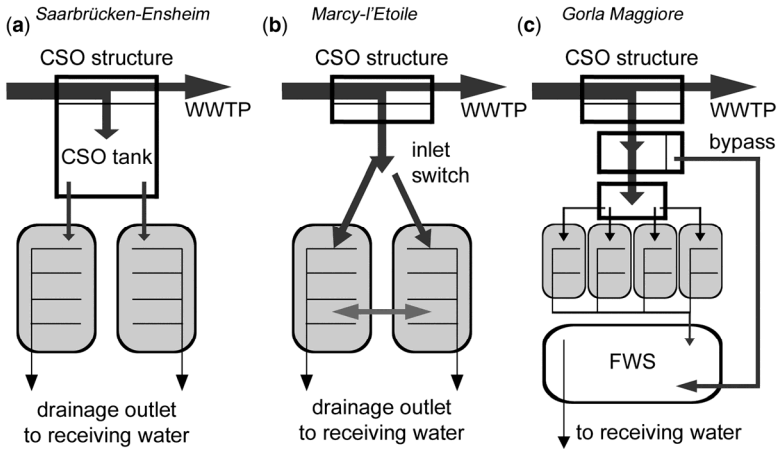 (a) Saarbrücken-Ensheim
CSO structure
WWTP
CSO tank
drainage outlet
to receiving water
(b) Marcy-l'Etoile
CSO structure
WWTP
inlet
switch
drainage outlet
to receiving water
(c) Gorla Maggiore
CSO structure
WWTP
bypass
FWS
to receiving water